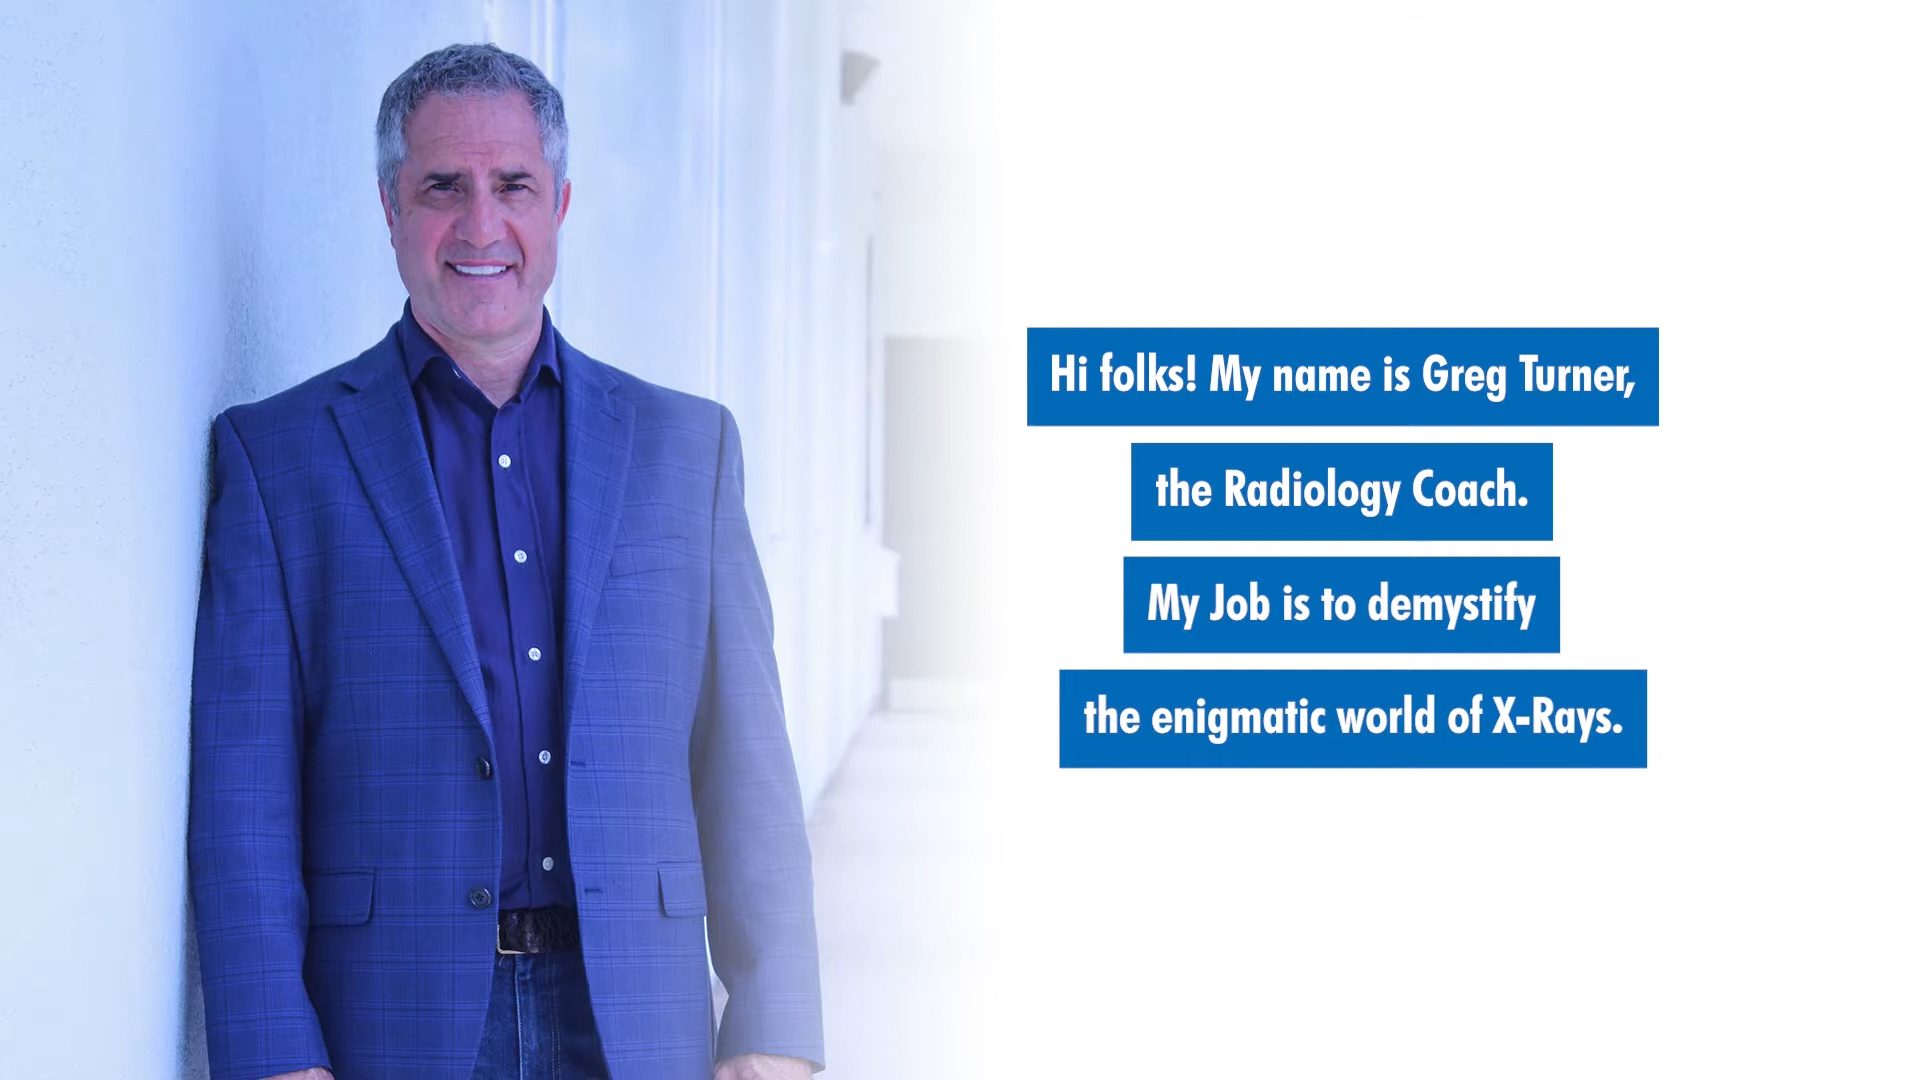 Hi folks! My name is Greg Turner,
the Radiology Coach.
My Job is to demystify
the enigmatic world of X-Rays.